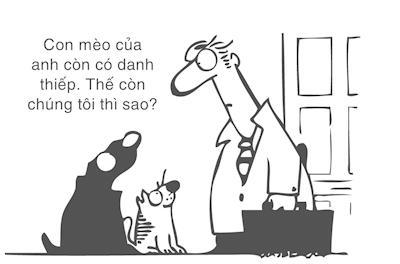 Con mèo của
anh còn có danh
thiếp. Thế còn
chúng tôi thì sao?